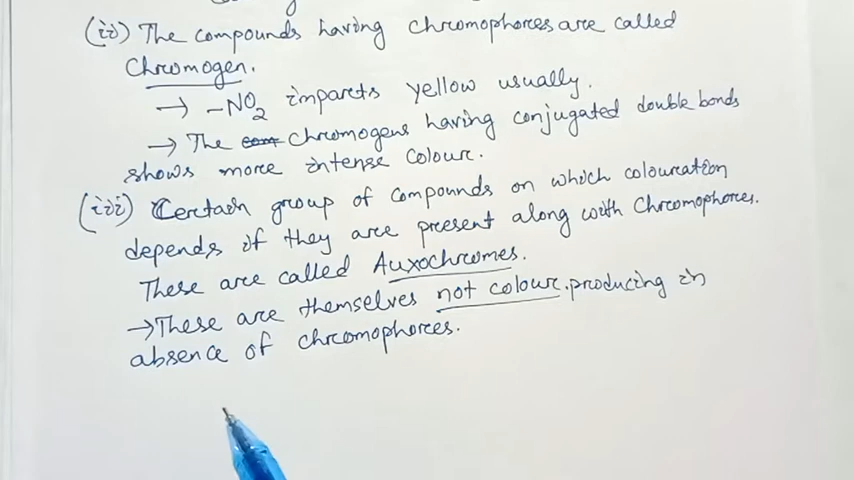 (ii) The compounds having chromophores are called
Chromogen.
→ -NO2 imparts yellow usually.
→ The Chromogens having conjugated double bonds
shows more intense colour.
(iii) Certain group of compounds on which colouration
depends if they are present along with Chromophores.
These are called Auxochromes.
→ These are themselves not colour producing in
absence of chromophores.